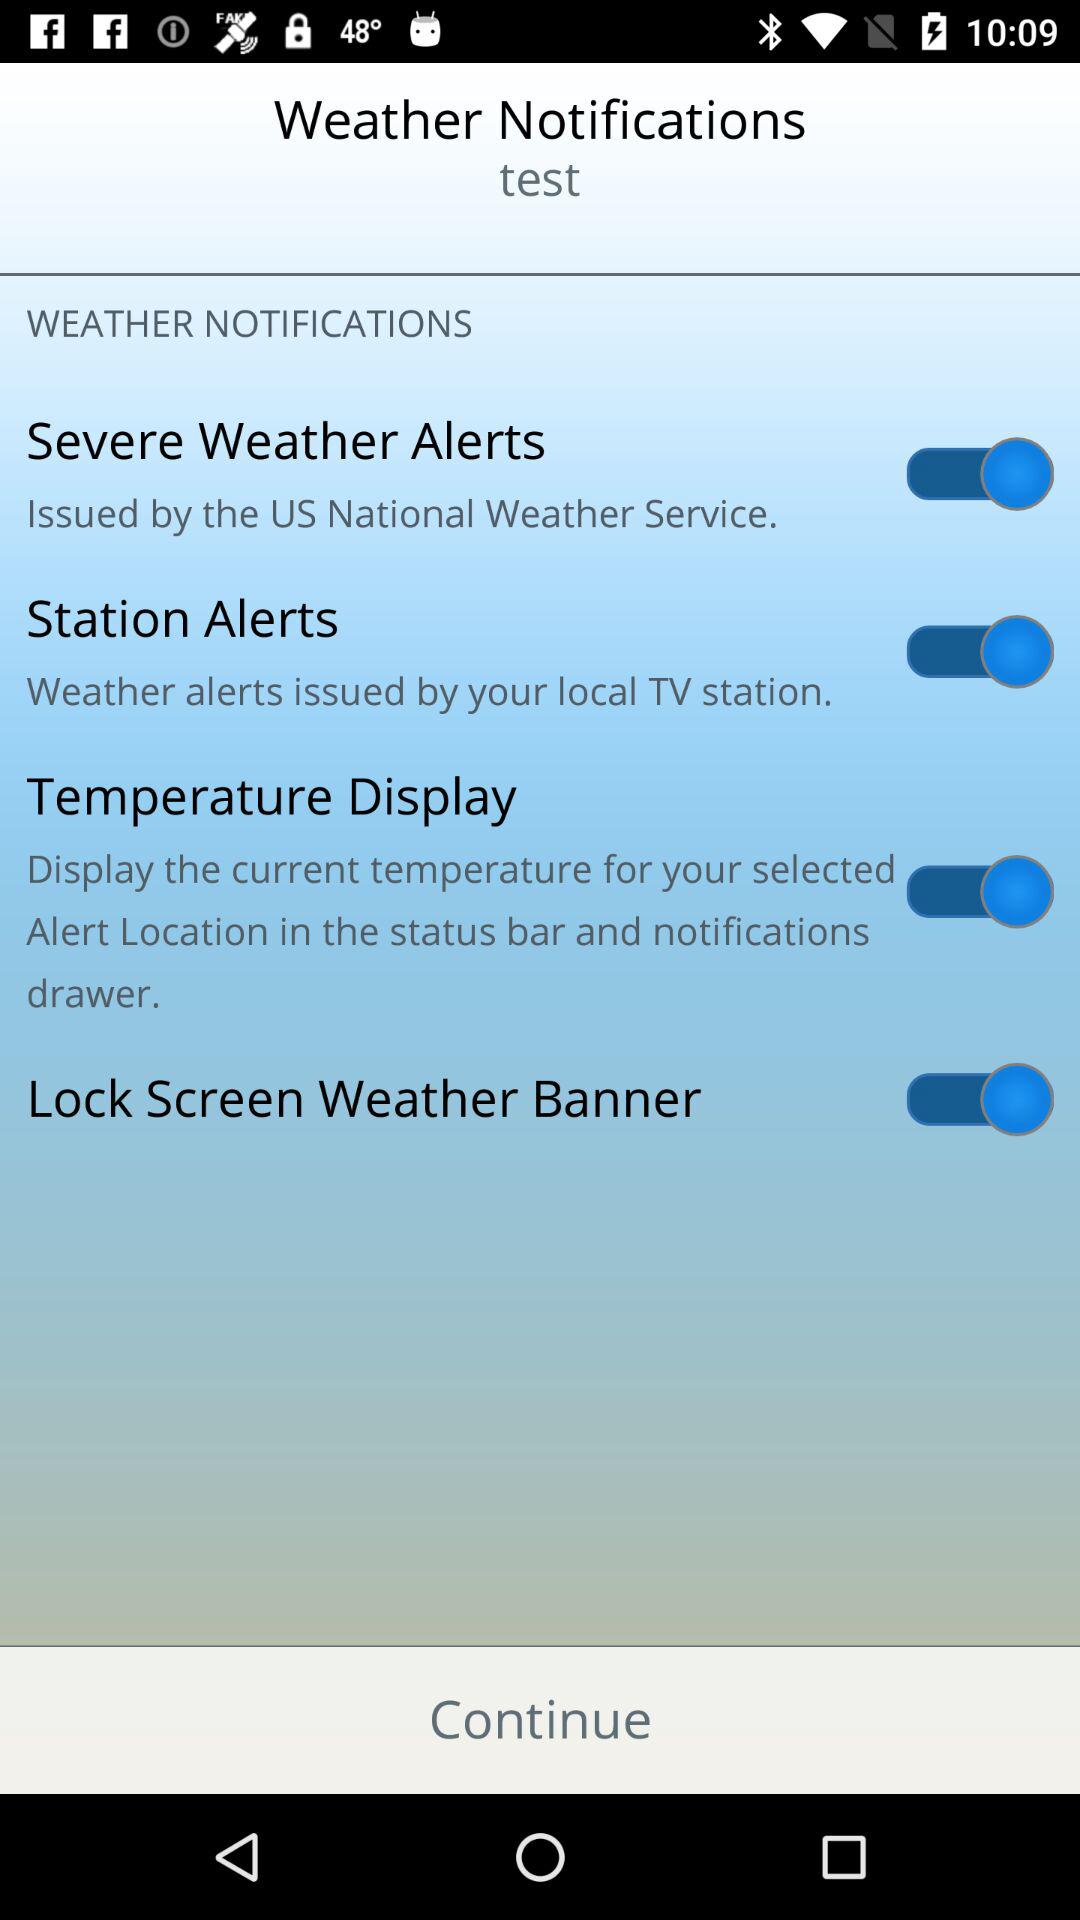 FAKE 48° 10:09
Weather Notifications
test
WEATHER NOTIFICATIONS
Severe Weather Alerts
Issued by the US National Weather Service.
Station Alerts
Weather alerts issued by your local TV station.
Temperature Display
Display the current temperature for your selected
Alert Location in the status bar and notifications
drawer.
Lock Screen Weather Banner
Continue